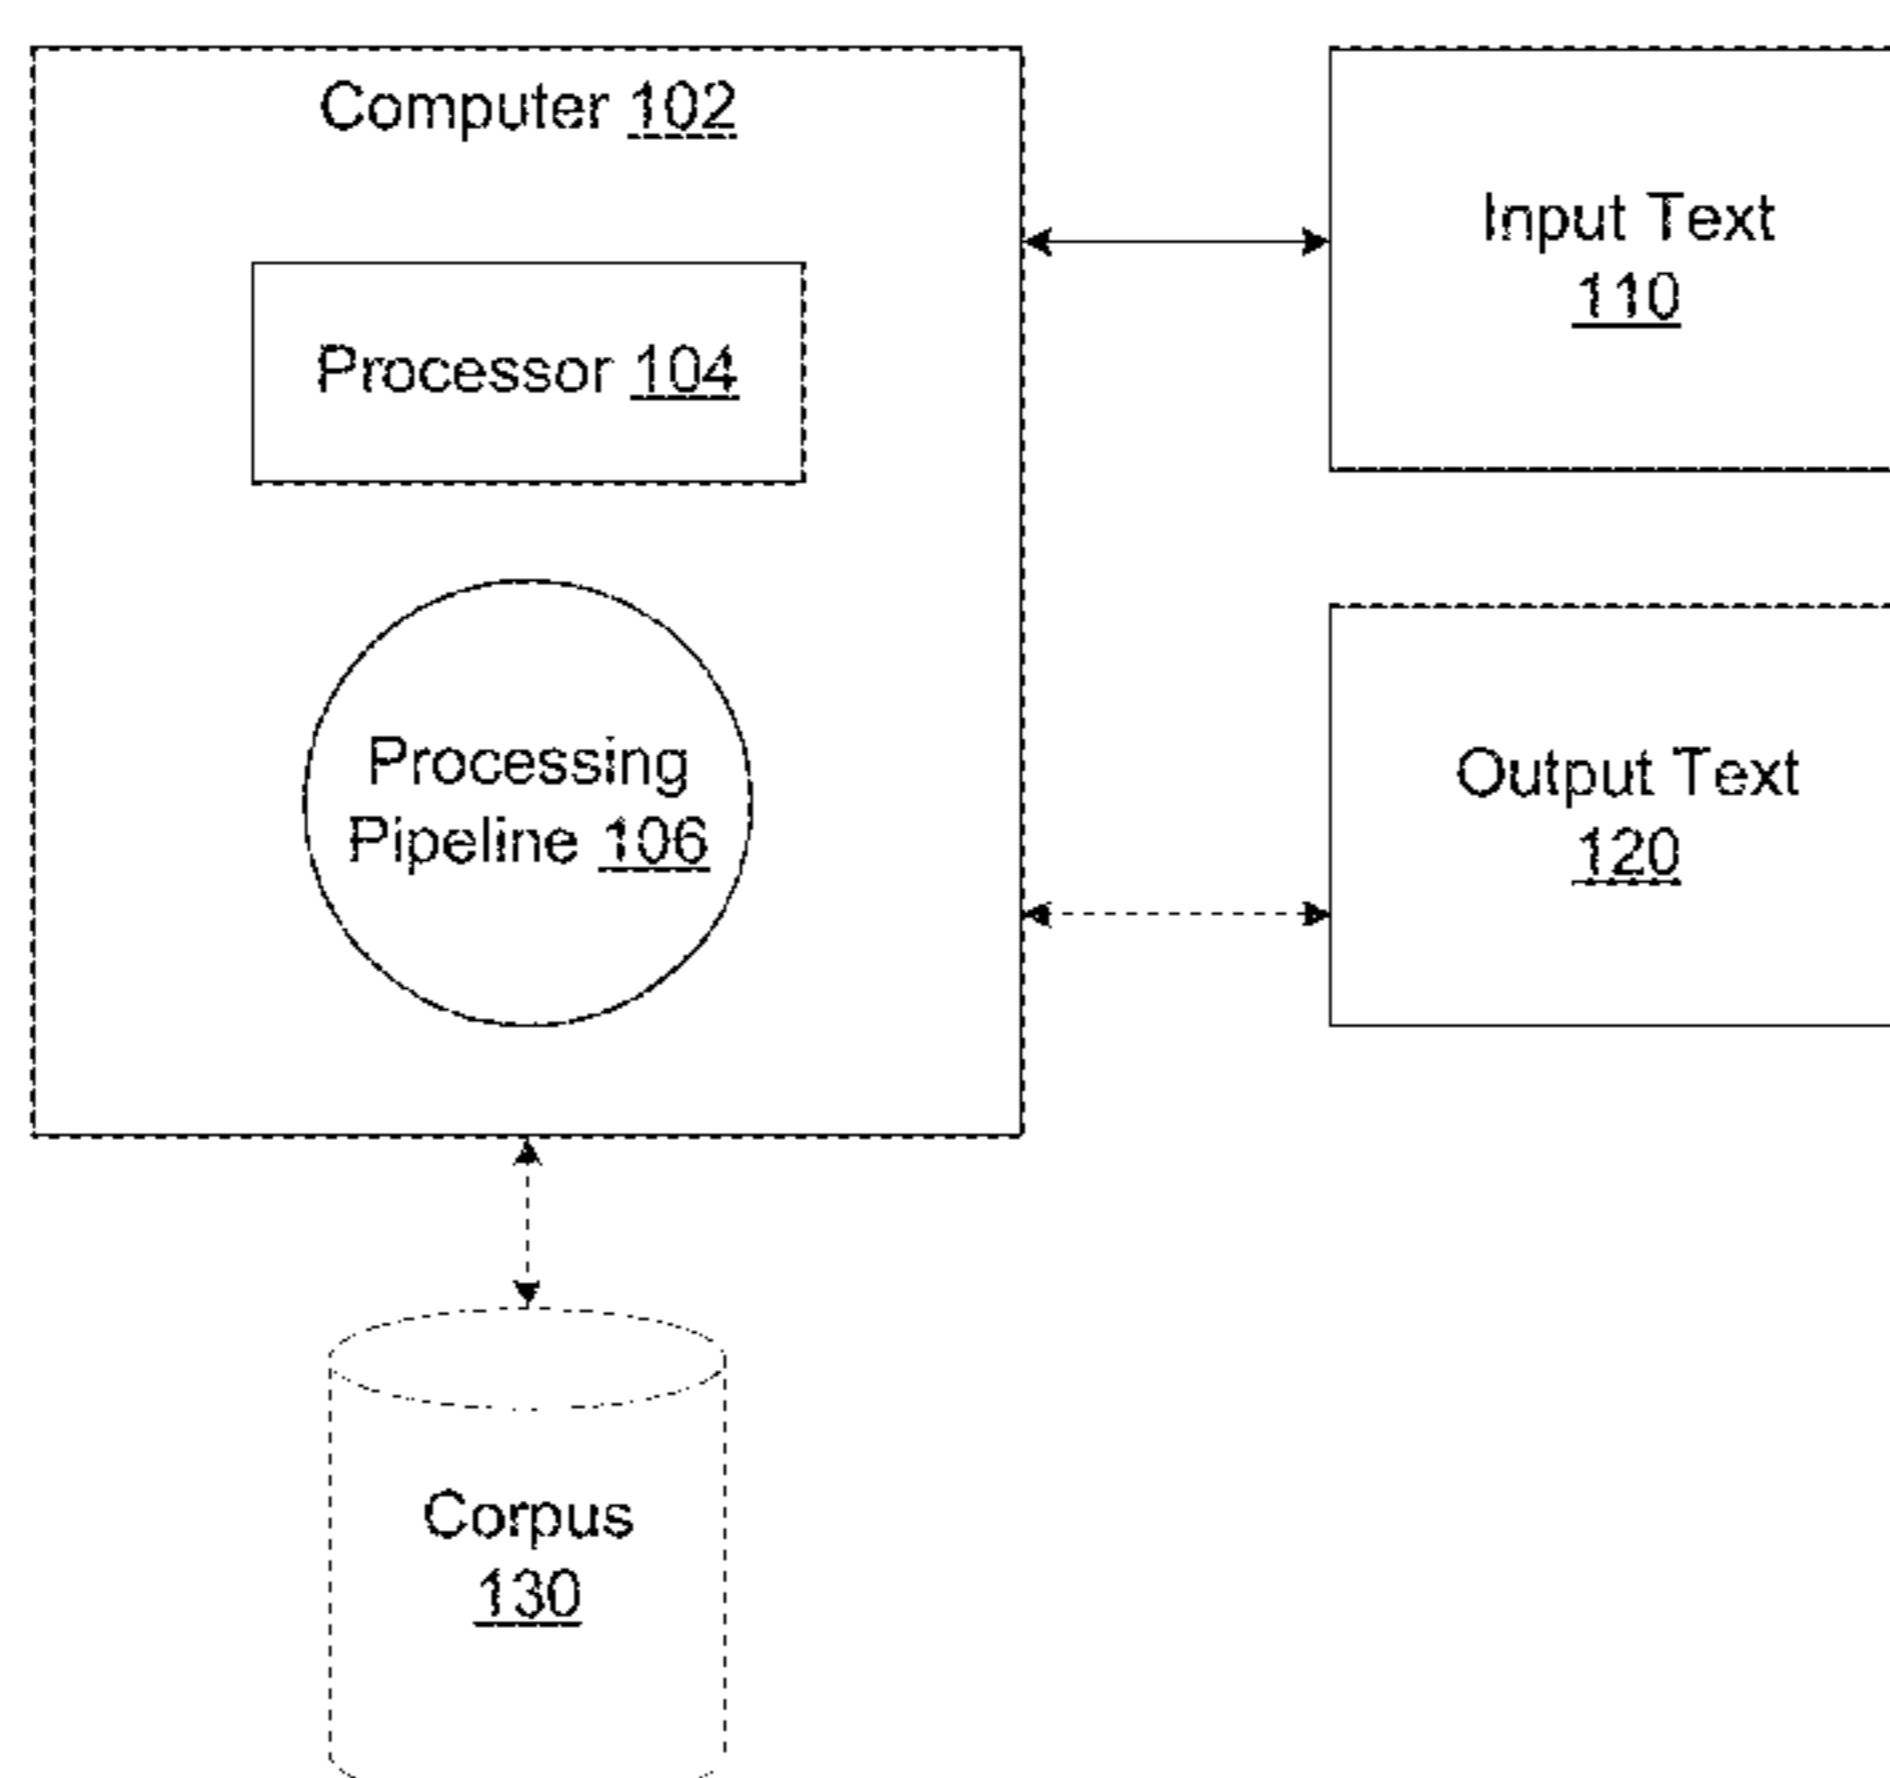 Computer 102
Processor 104
Processing
Pipeline 106
Input Text
110
Output Text
120
Corpus
130